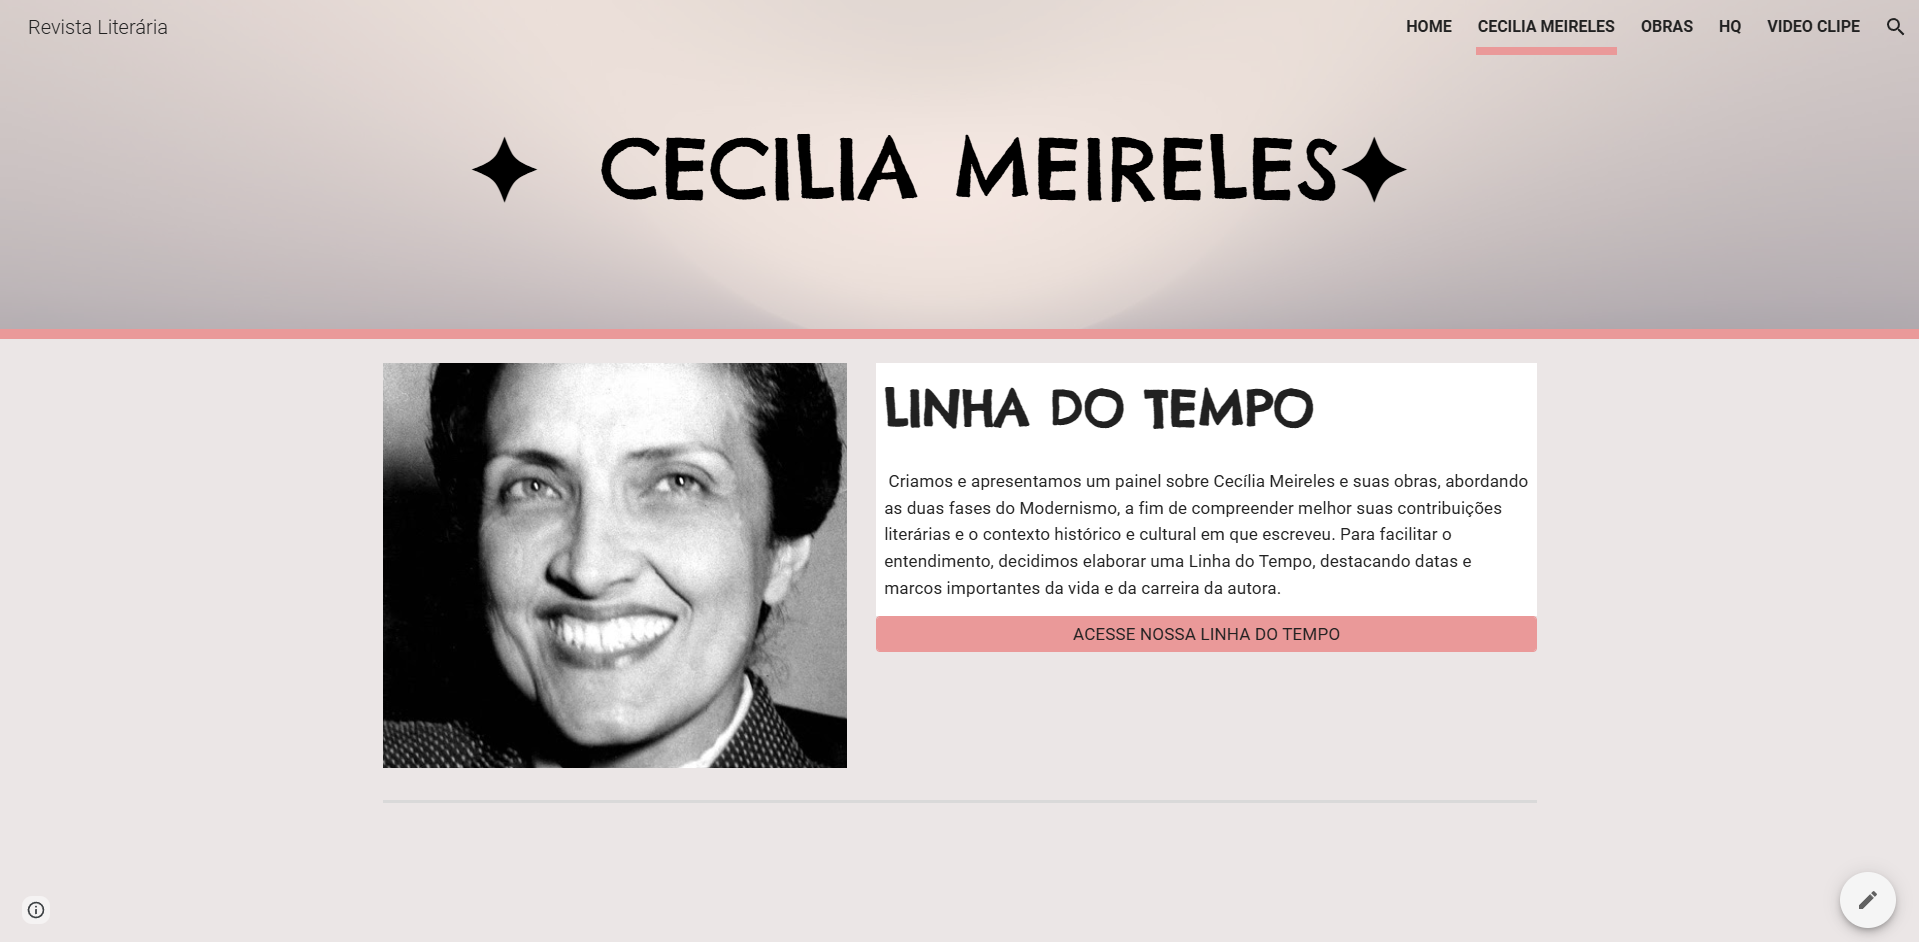 Revista Literária
HOME
CECILIA MEIRELES
OBRAS
HQ
VIDEO CLIPE
✦ CECILIA MEIRELES✦
LINHA DO TEMPO
Criamos e apresentamos um painel sobre Cecília Meireles e suas obras, abordando
as duas fases do Modernismo, a fim de compreender melhor suas contribuições
literárias e o contexto histórico e cultural em que escreveu. Para facilitar o
entendimento, decidimos elaborar uma Linha do Tempo, destacando datas e
marcos importantes da vida e da carreira da autora.
ACESSE NOSSA LINHA DO TEMPO